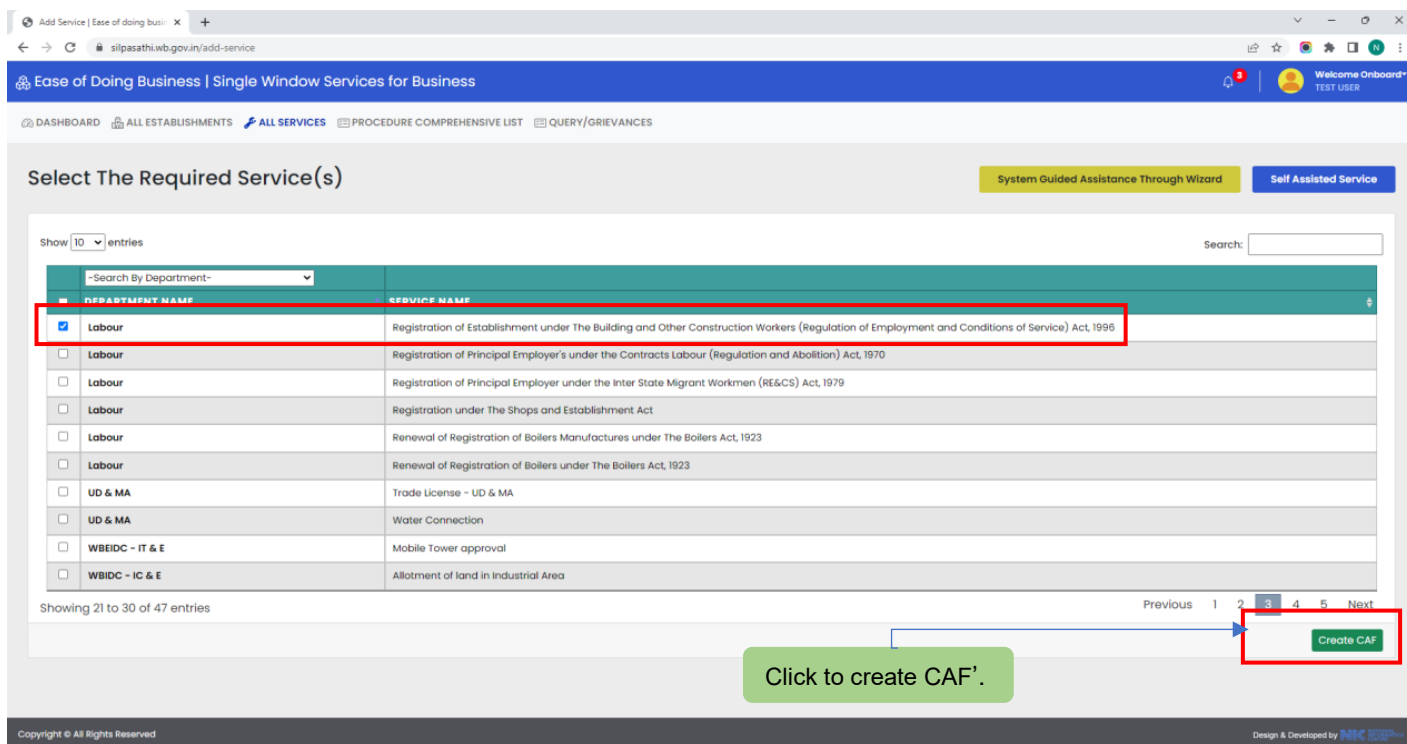 Add Service | Ease of doing busin
silpasathi.wb.gov.in/add-service
N
Ease of Doing Business | Single Window Services for Business
3
Welcome Onboard
TEST USER
DASHBOARD ALL ESTABLISHMENTS ALL SERVICES PROCEDURE COMPREHENSIVE LIST QUERY/GRIEVANCES
Select The Required Service(s)
System Guided Assistance Through Wizard
Self Assisted Service
Show 10 entries
Search:
-Search By Department-
DEPARTMENT NAME SERVICE NAME
Labour Registration of Establishment under The Building and Other Construction Workers (Regulation of Employment and Conditions of Service) Act, 1996
Labour Registration of Principal Employer's under the Contracts Labour (Regulation and Abolition) Act, 1970
Labour Registration of Principal Employer under the Inter State Migrant Workmen (RE&CS) Act, 1979
Labour Registration under The Shops and Establishment Act
Labour Renewal of Registration of Boilers Manufactures under The Boilers Act, 1923
Labour Renewal of Registration of Boilers under The Boilers Act, 1923
UD & MA Trade License - UD & MA
UD & MA Water Connection
WBEIDC - IT & E Mobile Tower approval
WBIDC - IC & E Allotment of land in Industrial Area
Showing 21 to 30 of 47 entries
Previous 1 2 3 4 5 Next
Create CAF
Click to create CAF’.
Copyright © All Rights Reserved
Design & Developed by NIC